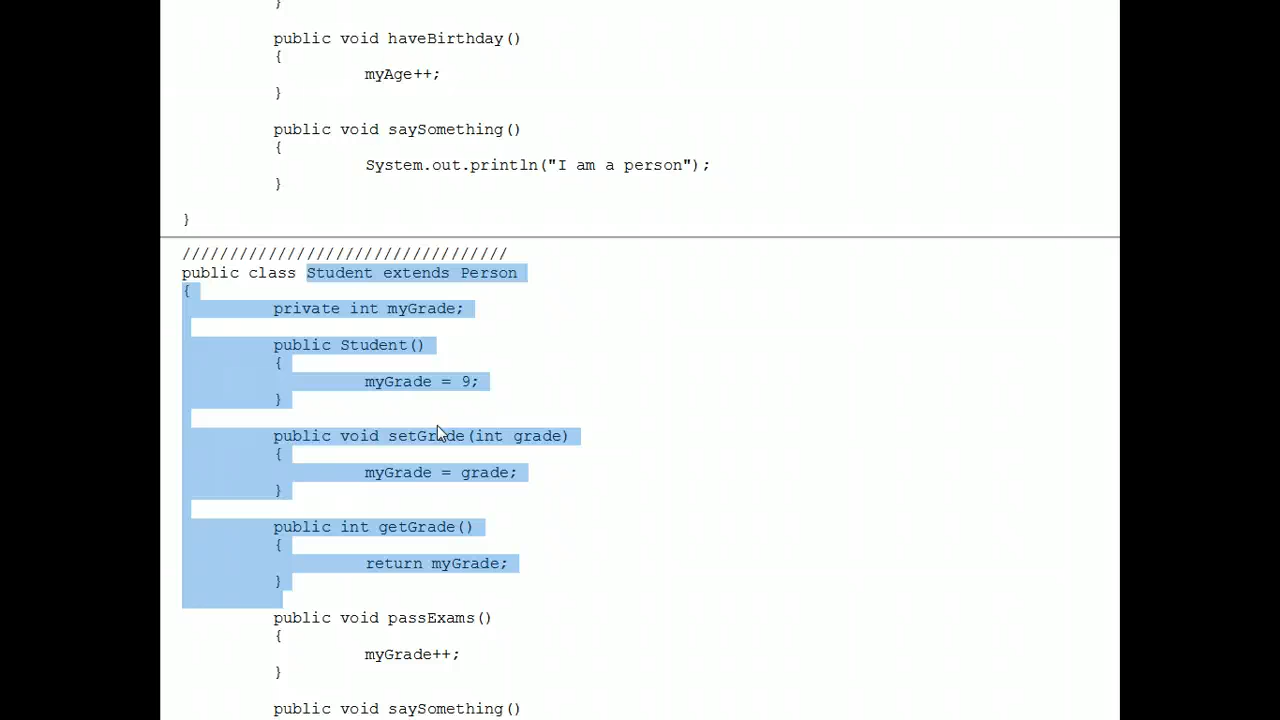 }
public void haveBirthday()
{
myAge++;
}
public void saySomething()
{
System.out.println("I am a person");
}
}
//////////////////////////////////
public class Student extends Person
{
private int myGrade;
public Student()
{
myGrade = 9;
}
public void setGrade(int grade)
{
myGrade = grade;
}
public int getGrade()
{
return myGrade;
}
public void passExams()
{
myGrade++;
}
public void saySomething()